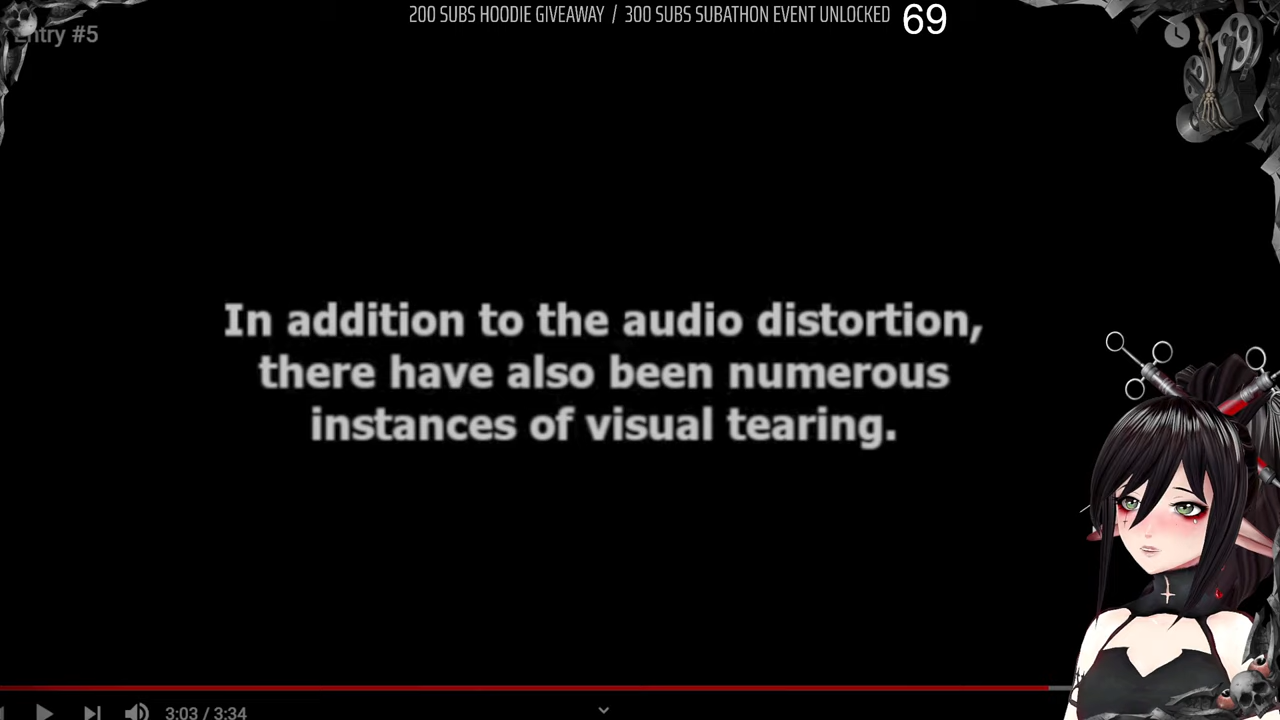 200 SUBS HOODIE GIVEAWAY / 300 SUBS SUBATHON EVENT UNLOCKED 69
Entry #5
In addition to the audio distortion,
there have also been numerous
instances of visual tearing.
3:03 / 3:34